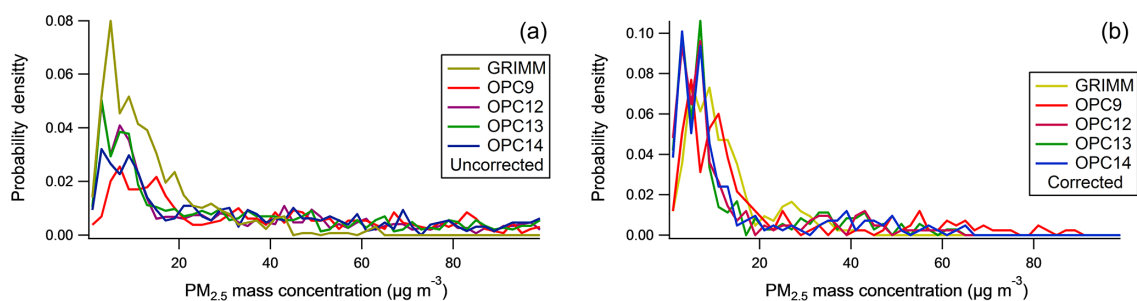 (a)
0.08
0.06
0.04
0.02
0.00
Probability density
GRIMM
OPC9
OPC12
OPC13
OPC14
Uncorrected
20
40
60
80
PM2.5 mass concentration (µg m-3)
(b)
0.10
0.08
0.06
0.04
0.02
0.00
Probability densitty
GRIMM
OPC9
OPC12
OPC13
OPC14
Corrected
20
40
60
80
PM2.5 mass concentration (µg m-3)